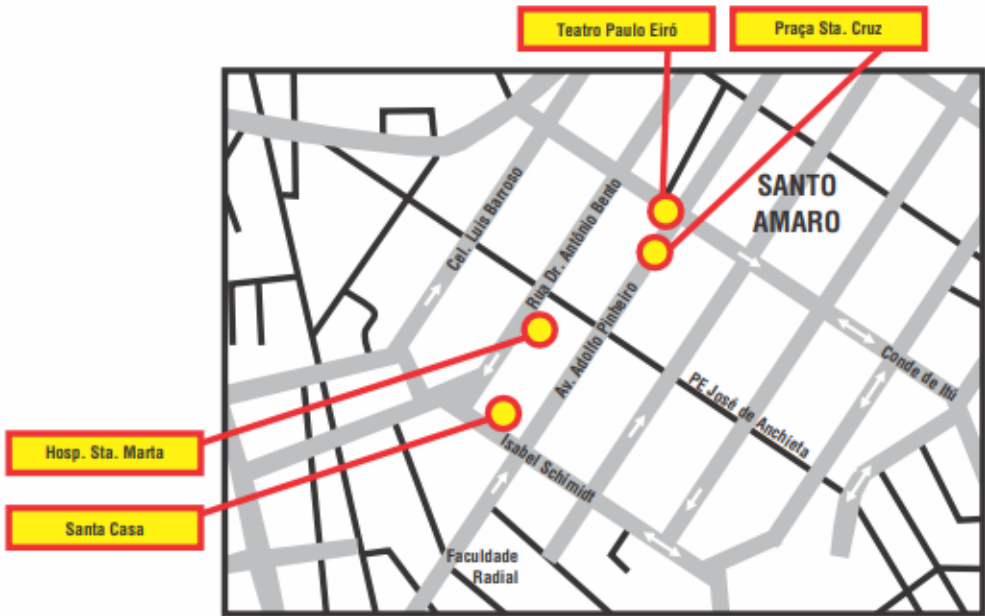 Teatro Paulo Eiró
Praça Sta. Cruz
SANTO
AMARO
Cel. Luis Barroso
Rua Dr. Antônio Bento
Av. Adolfo Pinheiro
Conde de Itú
PE José de Anchieta
Hosp. Sta. Marta
Isabel Schimidt
Santa Casa
Faculdade
Radial